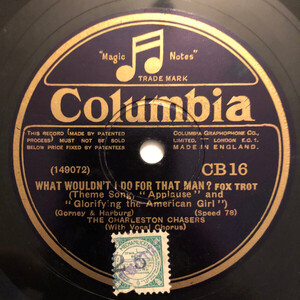 "Magic Notes"
TRADE MARK
Columbia
THIS RECORD (MADE BY PATENTED
PROCESS) MUST NOT BE SOLD
BELOW PRICE FIXED BY PATENTEES
COLUMBIA GRAPHOPHONE CO.,
LIMITED. LONDON E.C.1.
MADE IN ENGLAND.
(149072)
CB 16
WHAT WOULDN'T I DO FOR THAT MAN? FOX TROT
(Theme Song, "Applause" and
"Glorifying the American Girl")
(Gorney & Harburg) (Speed 78)
THE CHARLESTON CHASERS
(With Vocal Chorus)